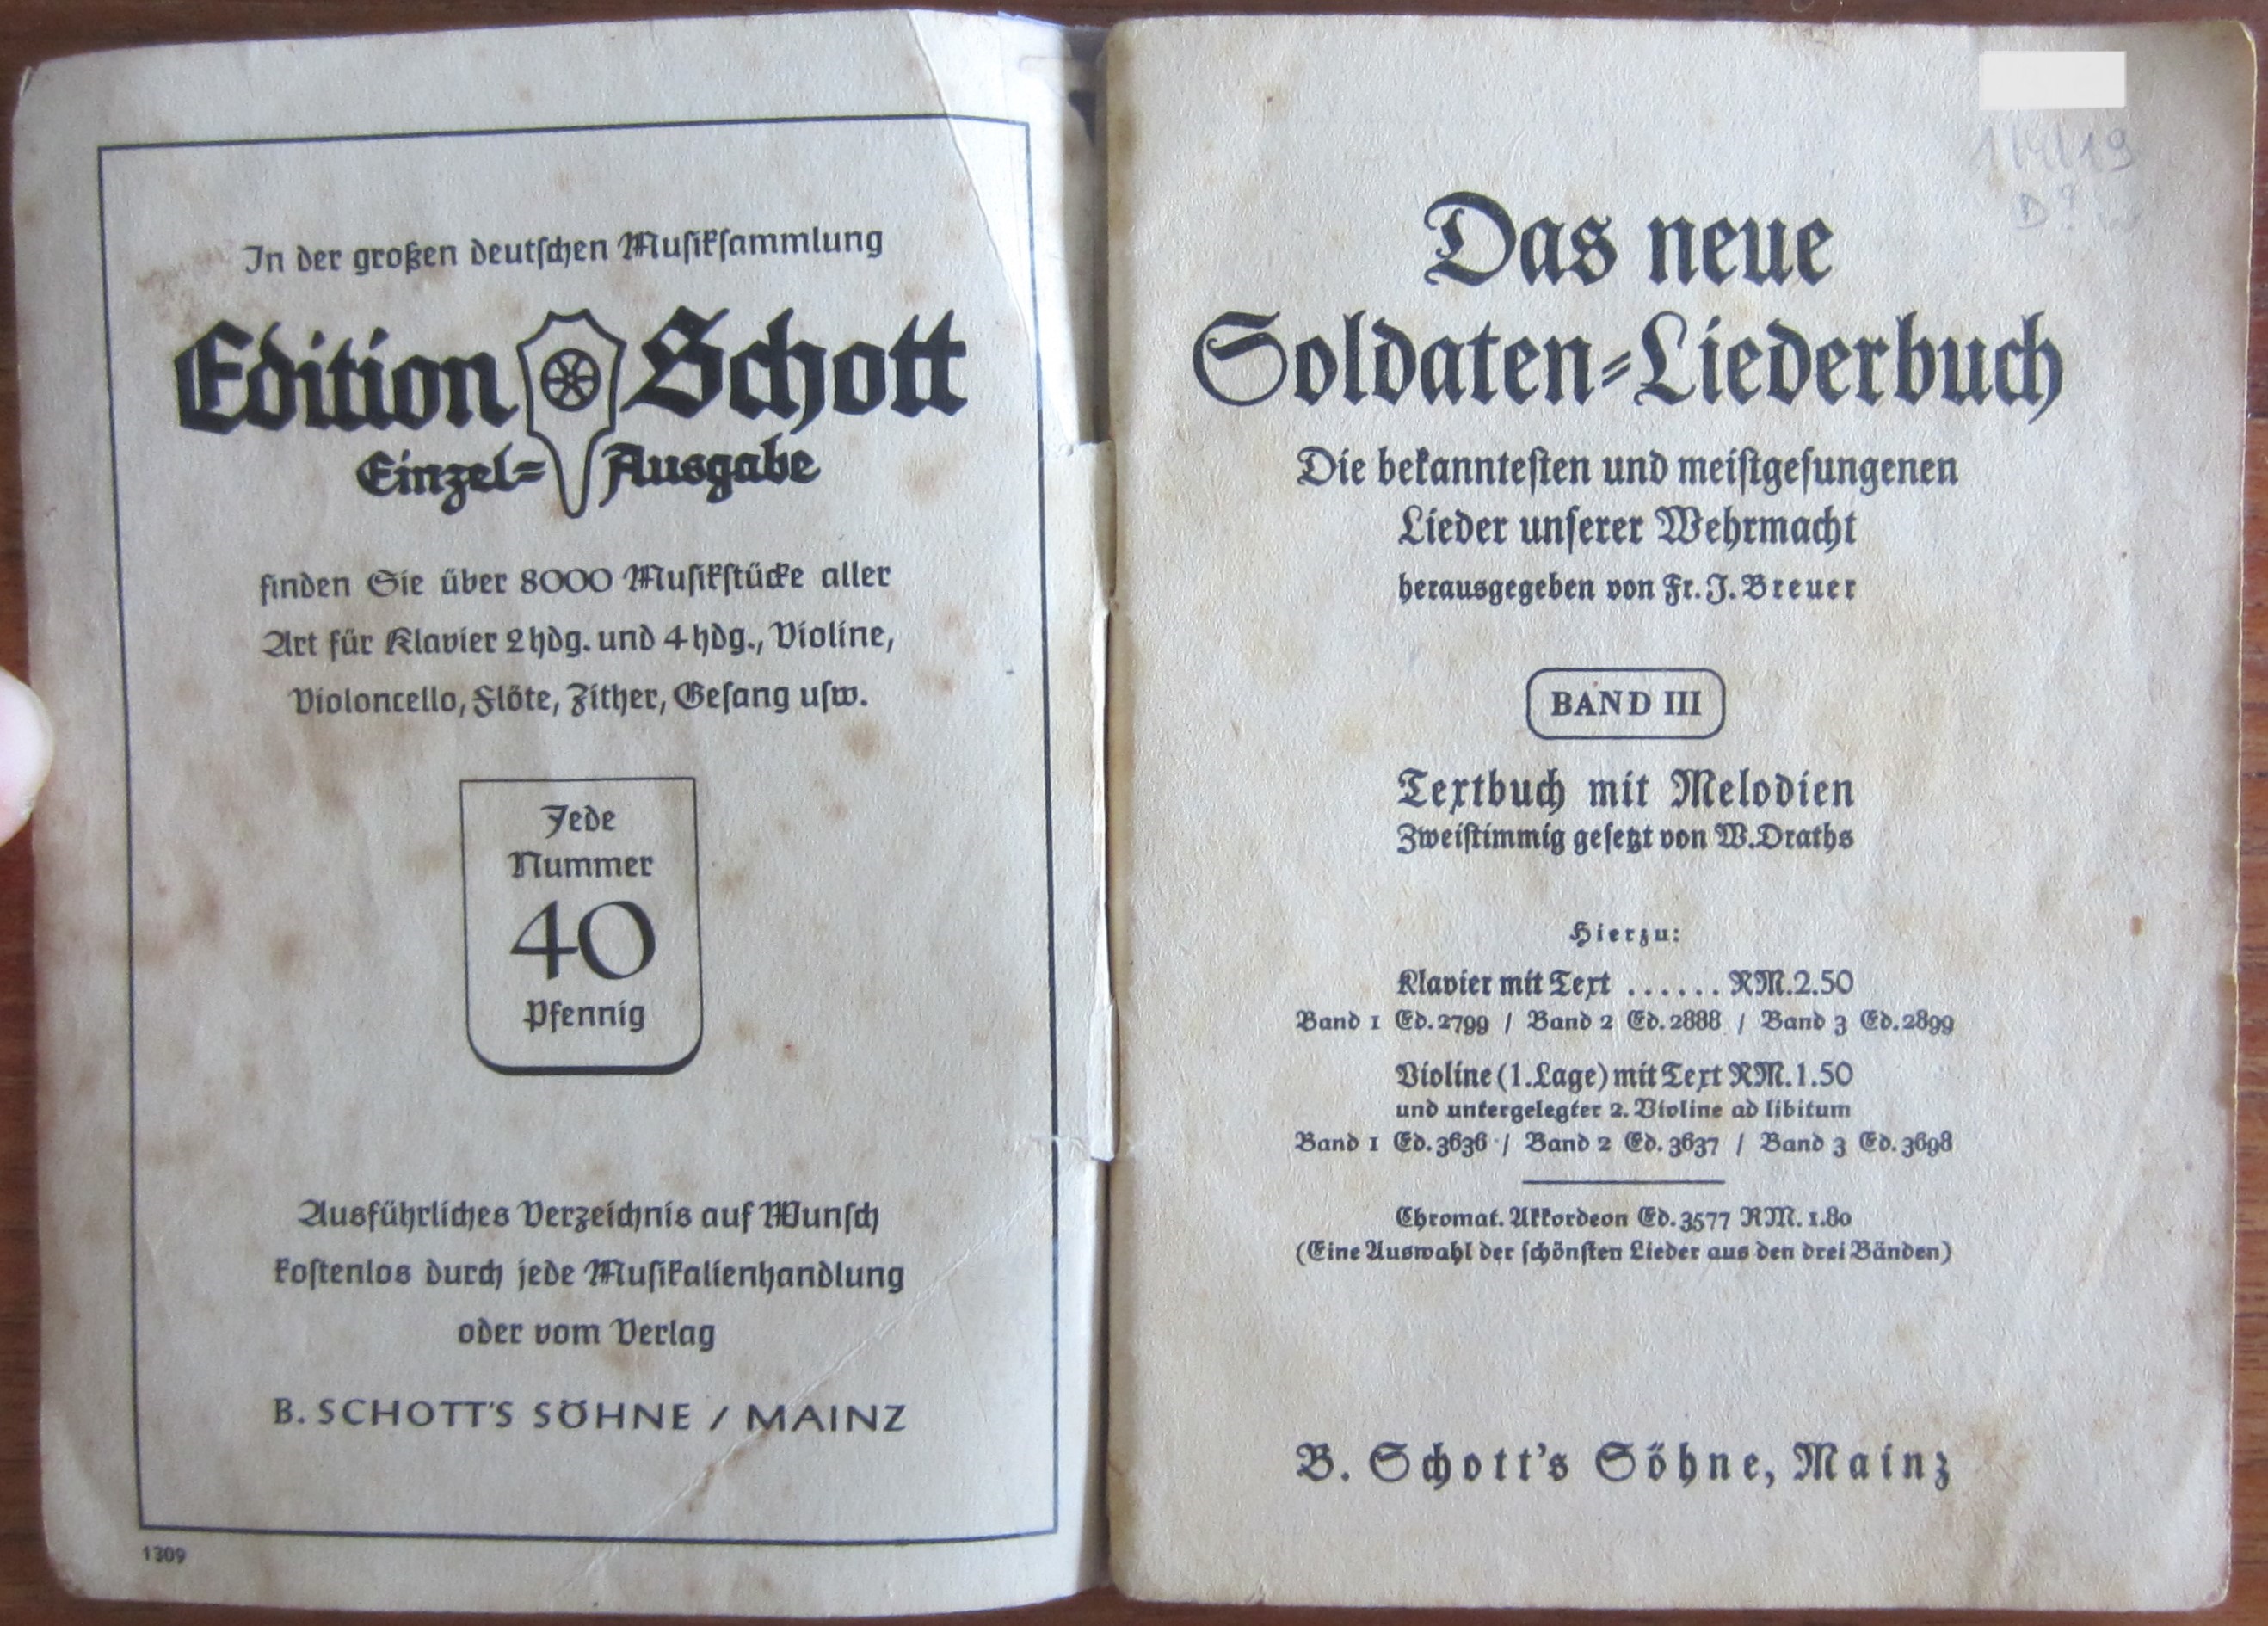 In der großen deutschen Musiksammlung
Edition Schott
Einzel=Ausgabe
finden Sie über 8000 Musikstücke aller
Art für Klavier 2 hdg. und 4 hdg., Violine,
Violoncello, Flöte, Zither, Gesang usw.
Jede
Nummer
40
Pfennig
Ausführliches Verzeichnis auf Wunsch
kostenlos durch jede Musikalienhandlung
oder vom Verlag
B. SCHOTT'S SÖHNE / MAINZ
1309
Das neue
Soldaten=Liederbuch
Die bekanntesten und meistgesungenen
Lieder unserer Wehrmacht
herausgegeben von Fr. J. Breuer
BAND III
Textbuch mit Melodien
Zweistimmig gesetzt von W. Draths
Hierzu:
Klavier mit Text ...... RM. 2.50
Band 1 Ed. 2799 / Band 2 Ed. 2888 / Band 3 Ed. 2899
Violine (1. Lage) mit Text RM. 1.50
und untergelegter 2. Violine ad libitum
Band 1 Ed. 3636 / Band 2 Ed. 3637 / Band 3 Ed. 3698
Chromat. Akkordeon Ed. 3577 RM. 1.80
(Eine Auswahl der schönsten Lieder aus den drei Bänden)
B. Schott's Söhne, Mainz